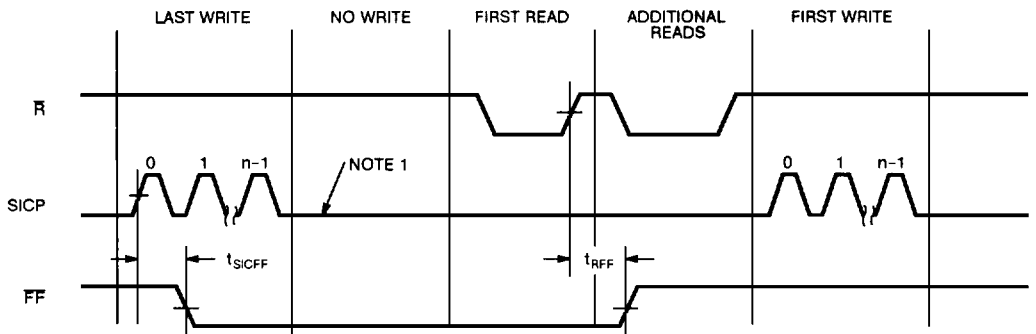 LAST WRITE NO WRITE FIRST READ ADDITIONAL READS FIRST WRITE
R̅
0 1 n-1 NOTE 1 0 1 n-1
SICP
tSICFF tRFF
F̅F̅